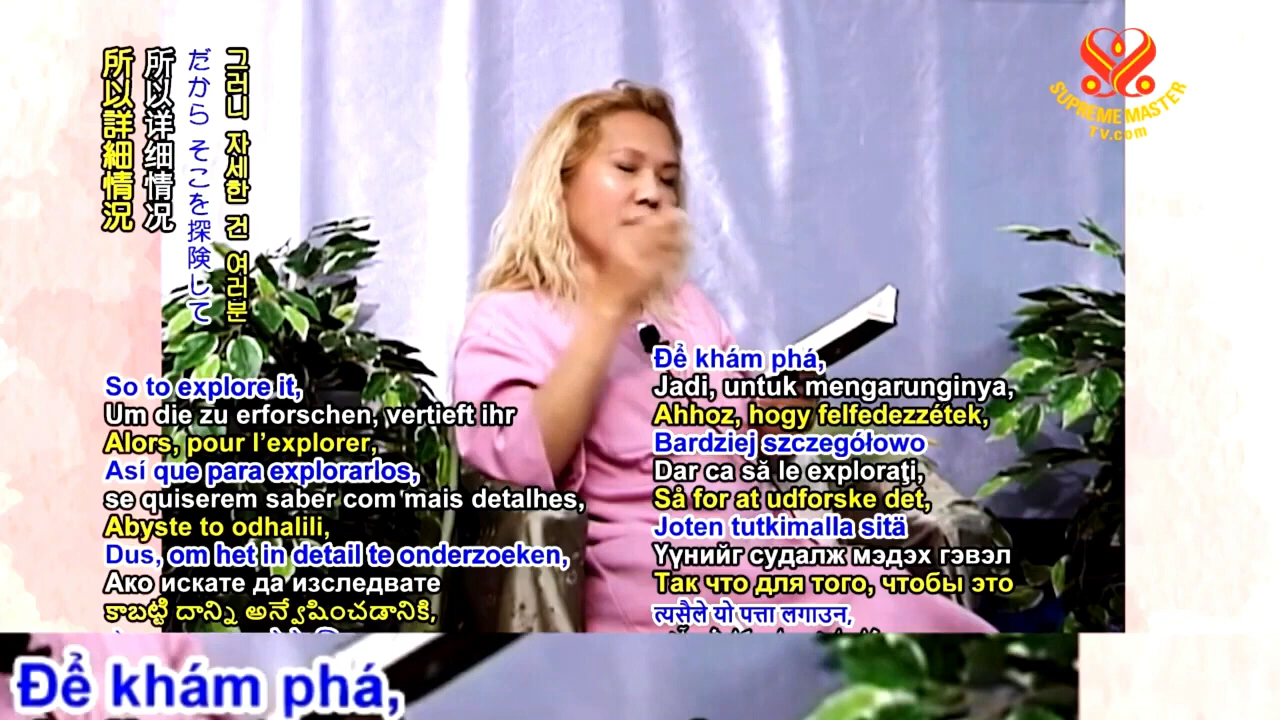 所以詳細情況
所以详细情况
だから そこを探険して
그러니 자세한 건 여러분
SUPREME MASTER
TV.com
So to explore it,
Um die zu erforschen, vertieft ihr
Alors, pour l’explorer,
Así que para explorarlos,
se quiserem saber com mais detalhes,
Abyste to odhalili,
Dus, om het in detail te onderzoeken,
Ако искате да изследвате
కాబట్టి దాన్ని అన్వేషించడానికి,
Để khám phá,
Jadi, untuk mengarunginya,
Ahhoz, hogy felfedezzétek,
Bardziej szczegółowo
Dar ca să le exploraţi,
Så for at udforske det,
Joten tutkimalla sitä
Үүнийг судалж мэдэх гэвэл
Так что для того, чтобы это
त्यसैले यो पत्ता लगाउन,
Để khám phá,